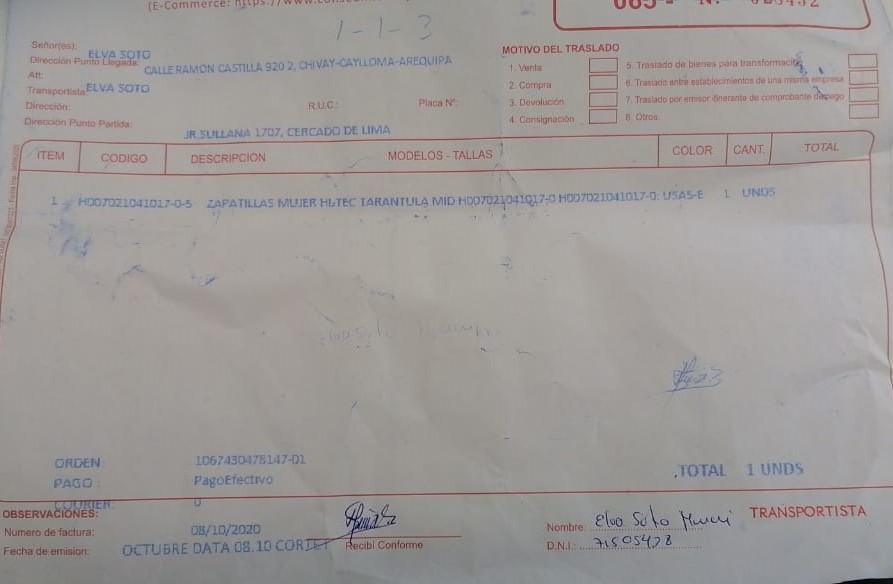 (E-Commerce: https://www.
1-1-3
Señor(es): ELVA SOTO
Dirección Punto Llegada: CALLE RAMON CASTILLA 920 2, CHIVAY-CAYLLOMA-AREQUIPA
Att:
Transportista: ELVA SOTO
Dirección: R.U.C.: Placa Nº:
Dirección Punto Partida:
JR.SULLANA 1707, CERCADO DE LIMA
MOTIVO DEL TRASLADO
1. Venta 5. Traslado de bienes para transformación
2. Compra 6. Traslado entre establecimientos de una misma empresa
3. Devolución 7. Traslado por emisor itinerante de comprobante de pago
4. Consignación 8. Otros
ITEM CODIGO DESCRIPCION MODELOS - TALLAS COLOR CANT. TOTAL
1 H007021041017-0-5 ZAPATILLAS MUJER HI-TEC TARANTULA MID H007021041017-0 H007021041017-0: USA5-E 1 UNDS
ORDEN: 1067430478147-01
PAGO: PagoEfectivo
TOTAL 1 UNDS
COURIER: 0
OBSERVACIONES:
Numero de factura: 08/10/2020
Fecha de emision: OCTUBRE DATA 08.10
Recibí Conforme
Nombre: Elva Soto
TRANSPORTISTA
D.N.I.: 71505428